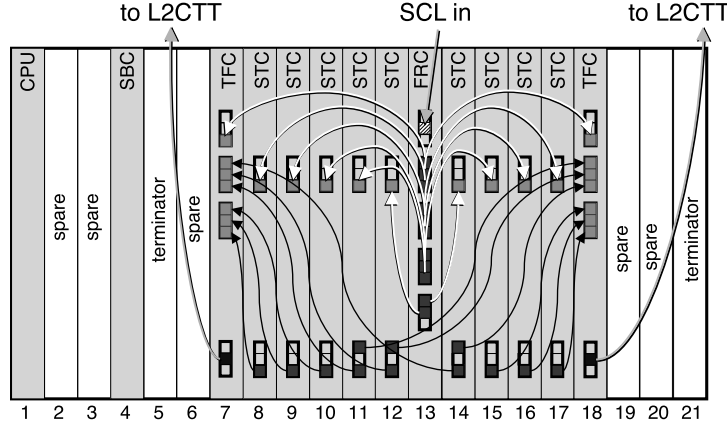 to L2CTT
SCL in
to L2CTT
CPU
SBC
TFC
STC
STC
STC
STC
STC
FRC
STC
STC
STC
STC
TFC
spare
spare
terminator
spare
spare
spare
terminator
1 2 3 4 5 6 7 8 9 10 11 12 13 14 15 16 17 18 19 20 21